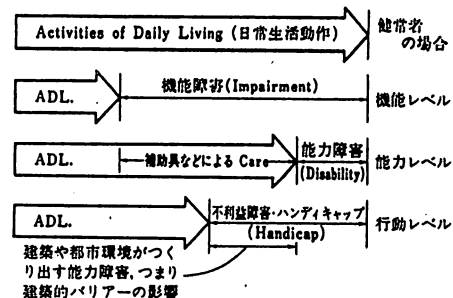 Activities of Daily Living (日常生活動作)
健常者
の場合
ADL.
機能障害(Impairment)
機能レベル
ADL.
補助具などによる Care
能力障害
(Disability)
能力レベル
ADL.
不利益障害・ハンディキャップ
(Handicap)
行動レベル
建築や都市環境がつく
り出す能力障害,つまり
建築的バリアーの影響